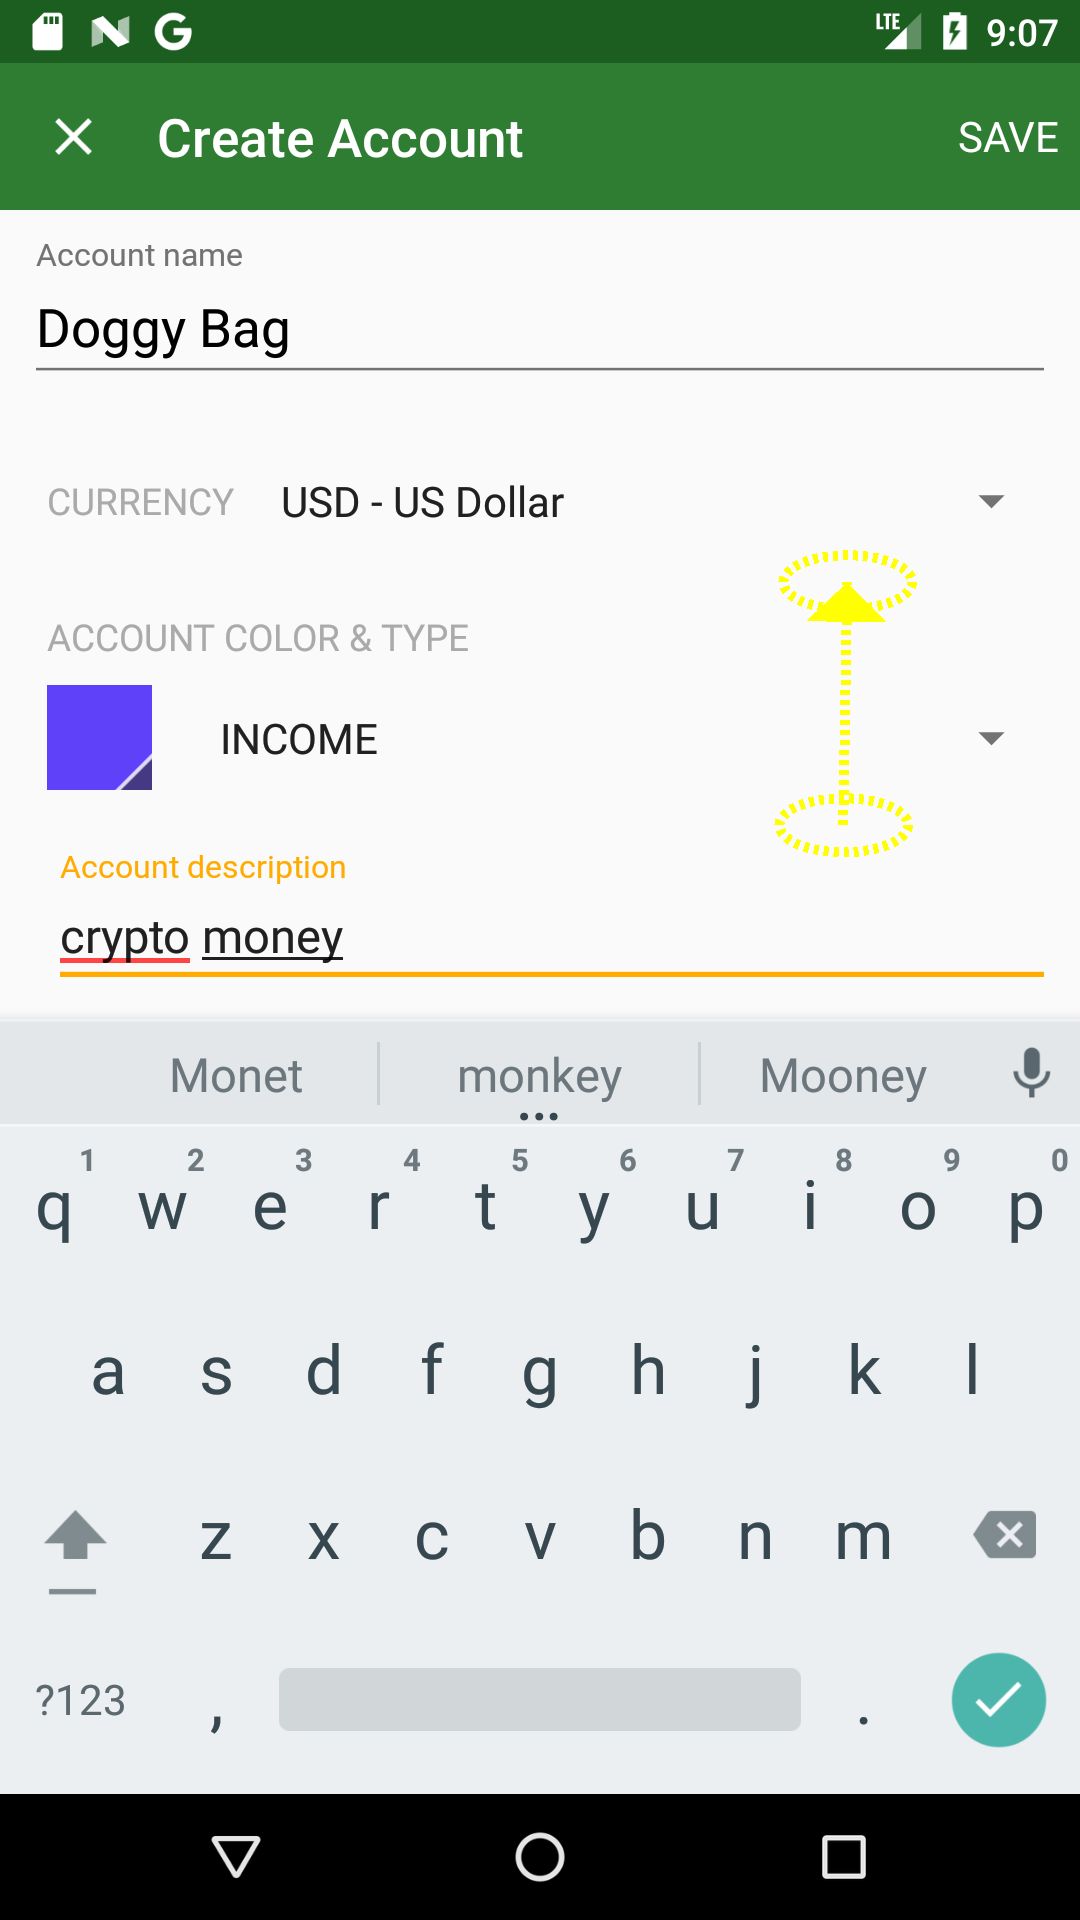 LTE 9:07
Create Account SAVE
Account name
Doggy Bag
CURRENCY USD - US Dollar
ACCOUNT COLOR & TYPE
INCOME
Account description
crypto money
Monet monkey Mooney
1 2 3 4 5 6 7 8 9 0
q w e r t y u i o p
a s d f g h j k l
z x c v b n m
?123 , .